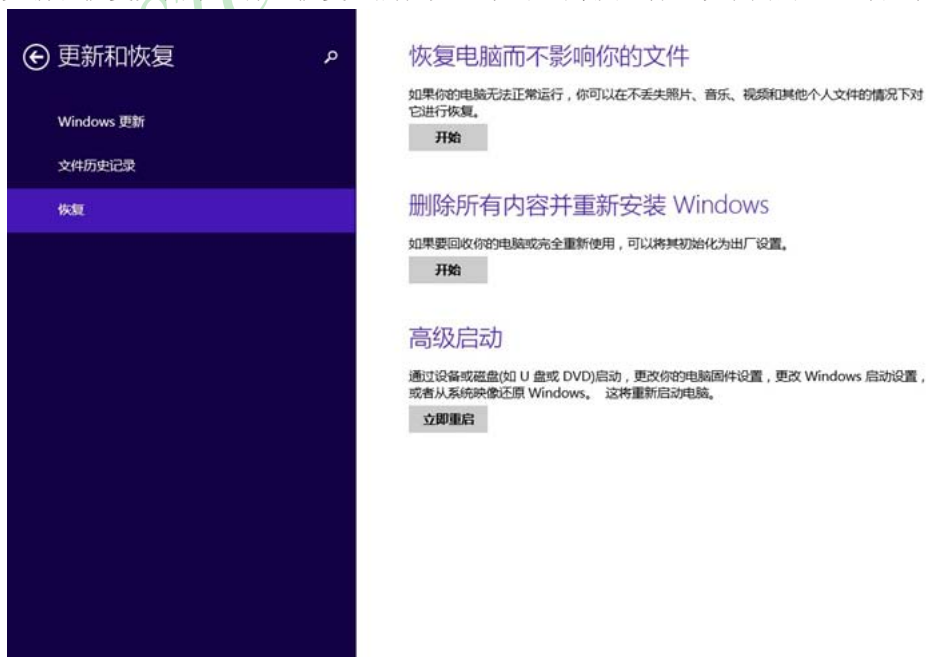 更新和恢复
Windows 更新
文件历史记录
恢复
恢复电脑而不影响你的文件
如果你的电脑无法正常运行，你可以在不丢失照片、音乐、视频和其他个人文件的情况下对
它进行恢复。
开始
删除所有内容并重新安装 Windows
如果要回收你的电脑或完全重新使用，可以将其初始化为出厂设置。
开始
高级启动
通过设备或磁盘(如 U 盘或 DVD)启动，更改你的电脑固件设置，更改 Windows 启动设置，
或者从系统映像还原 Windows。 这将重新启动电脑。
立即重启